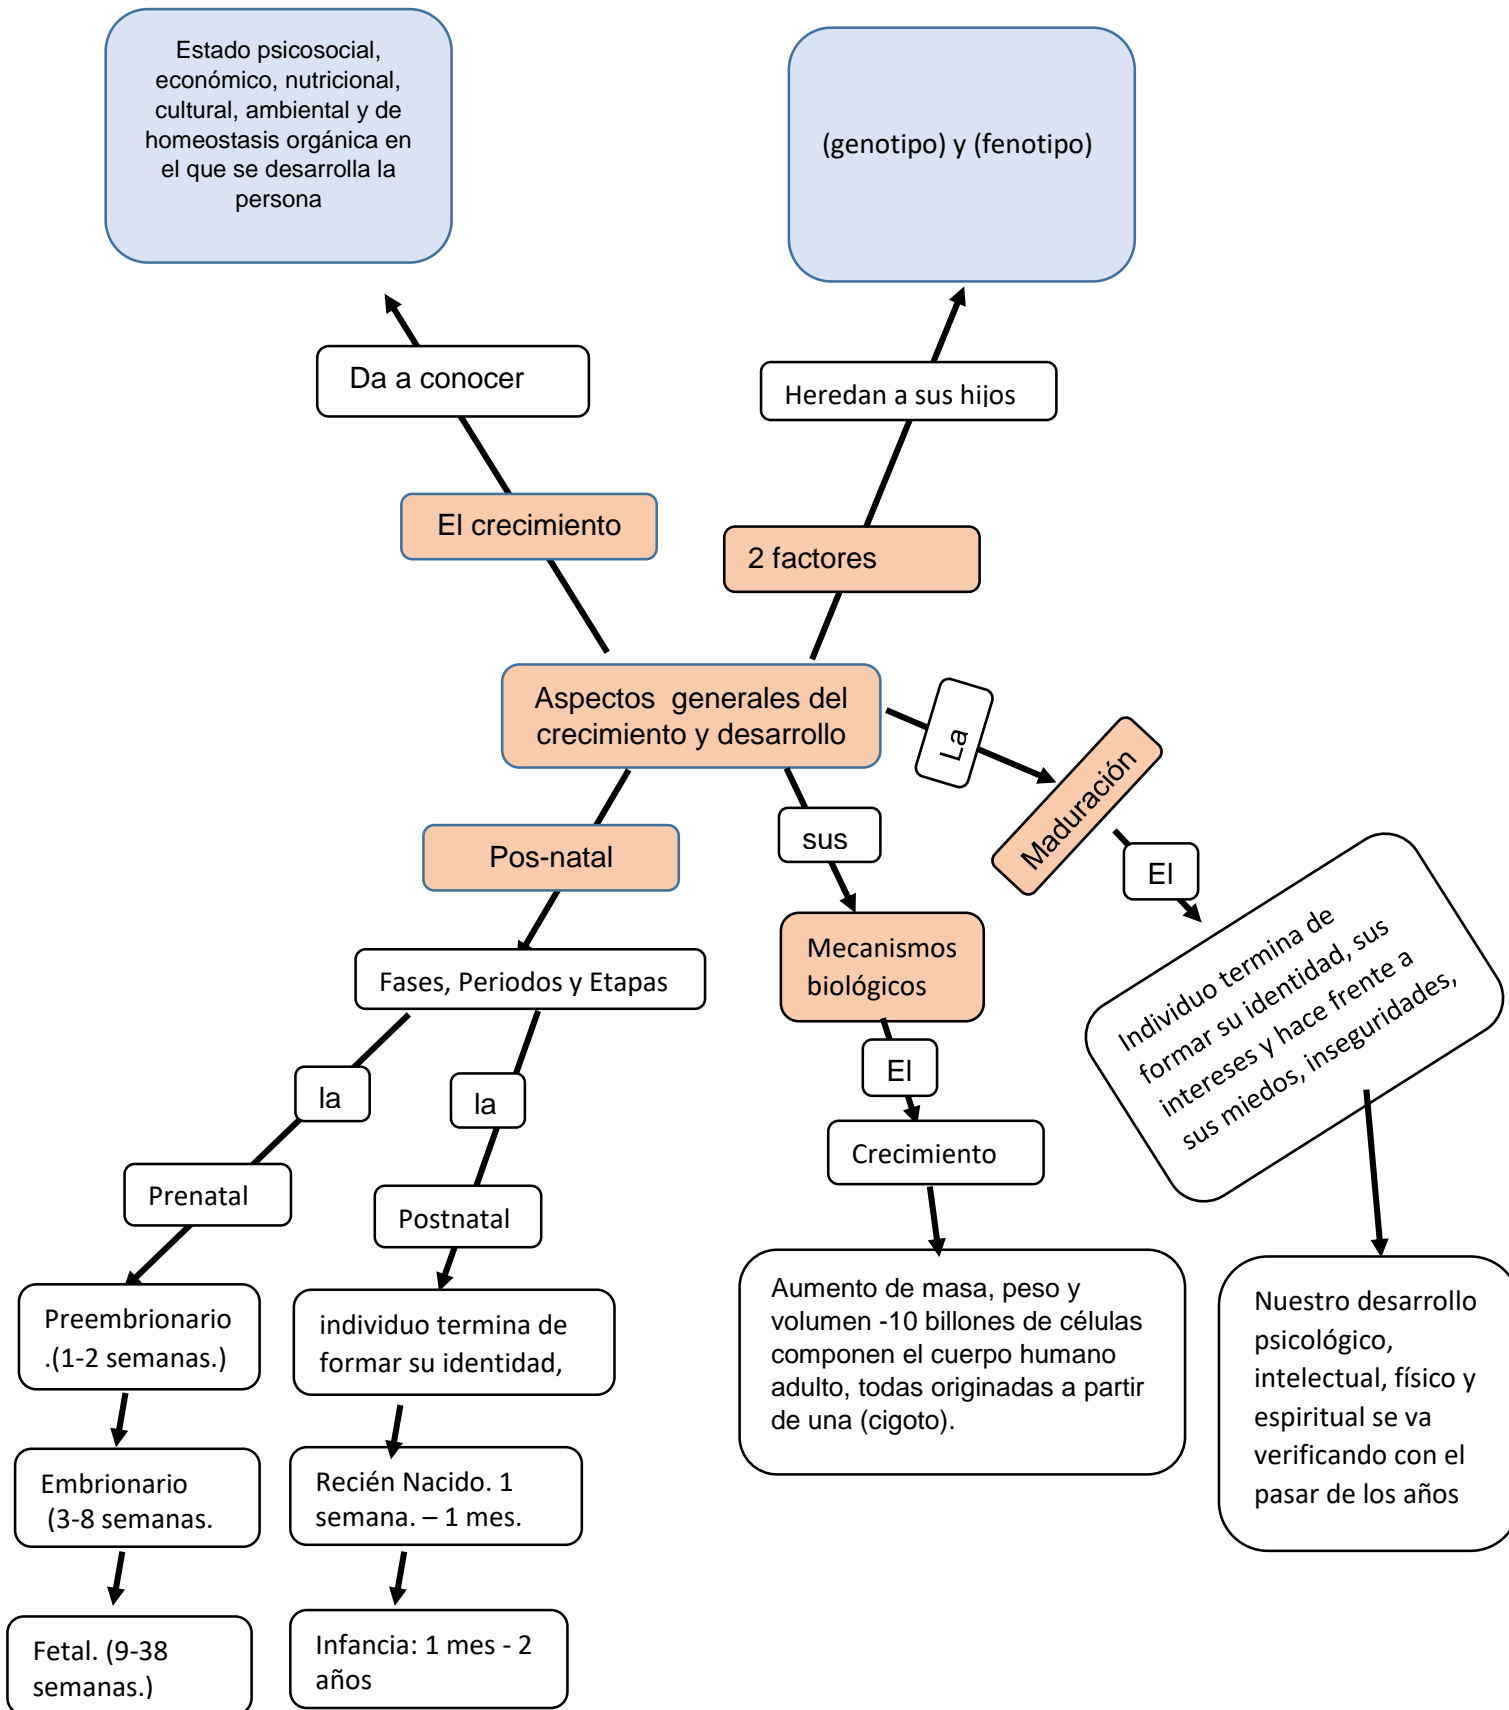 Estado psicosocial,
económico, nutricional,
cultural, ambiental y de
homeostasis orgánica en
el que se desarrolla la
persona
(genotipo) y (fenotipo)
Da a conocer
Heredan a sus hijos
El crecimiento
2 factores
Aspectos generales del
crecimiento y desarrollo
La
Maduración
El
Individuo termina de
formar su identidad, sus
intereses y hace frente a
sus miedos, inseguridades,
Nuestro desarrollo
psicológico,
intelectual, físico y
espiritual se va
verificando con el
pasar de los años
sus
Mecanismos
biológicos
El
Crecimiento
Aumento de masa, peso y
volumen -10 billones de células
componen el cuerpo humano
adulto, todas originadas a partir
de una (cigoto).
Pos-natal
Fases, Periodos y Etapas
la
Prenatal
Preembrionario
.(1-2 semanas.)
Embrionario
(3-8 semanas.
Fetal. (9-38
semanas.)
la
Postnatal
individuo termina de
formar su identidad,
Recién Nacido. 1
semana. – 1 mes.
Infancia: 1 mes - 2
años